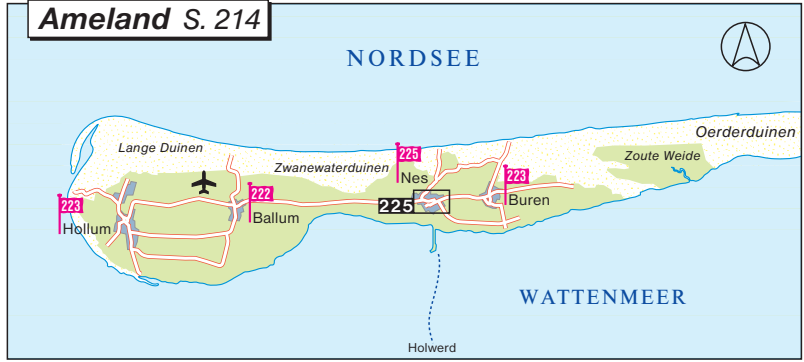 Ameland S. 214
NORDSEE
Lange Duinen
Zwanewaterduinen
225
Nes
Oerderduinen
Zoute Weide
223
Buren
222
Ballum
225
223
Hollum
WATTENMEER
Holwerd